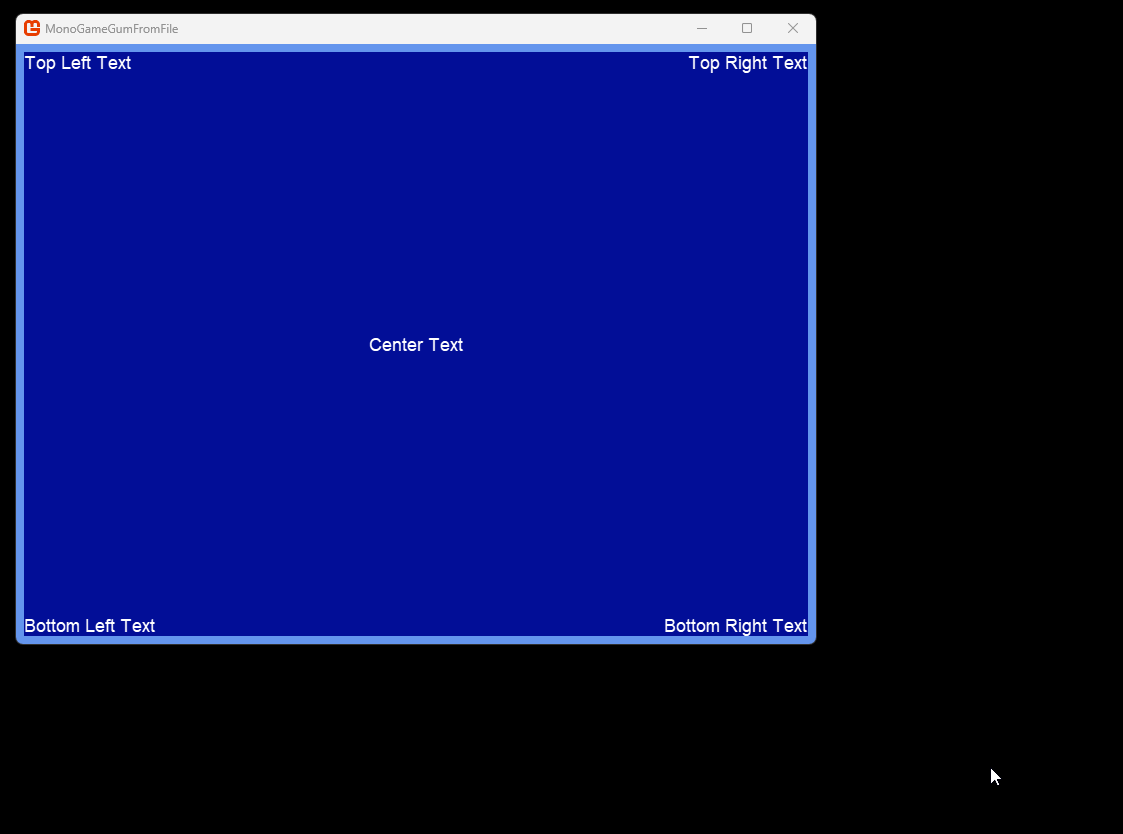 MonoGameGumFromFile
Top Left Text
Top Right Text
Center Text
Bottom Left Text
Bottom Right Text